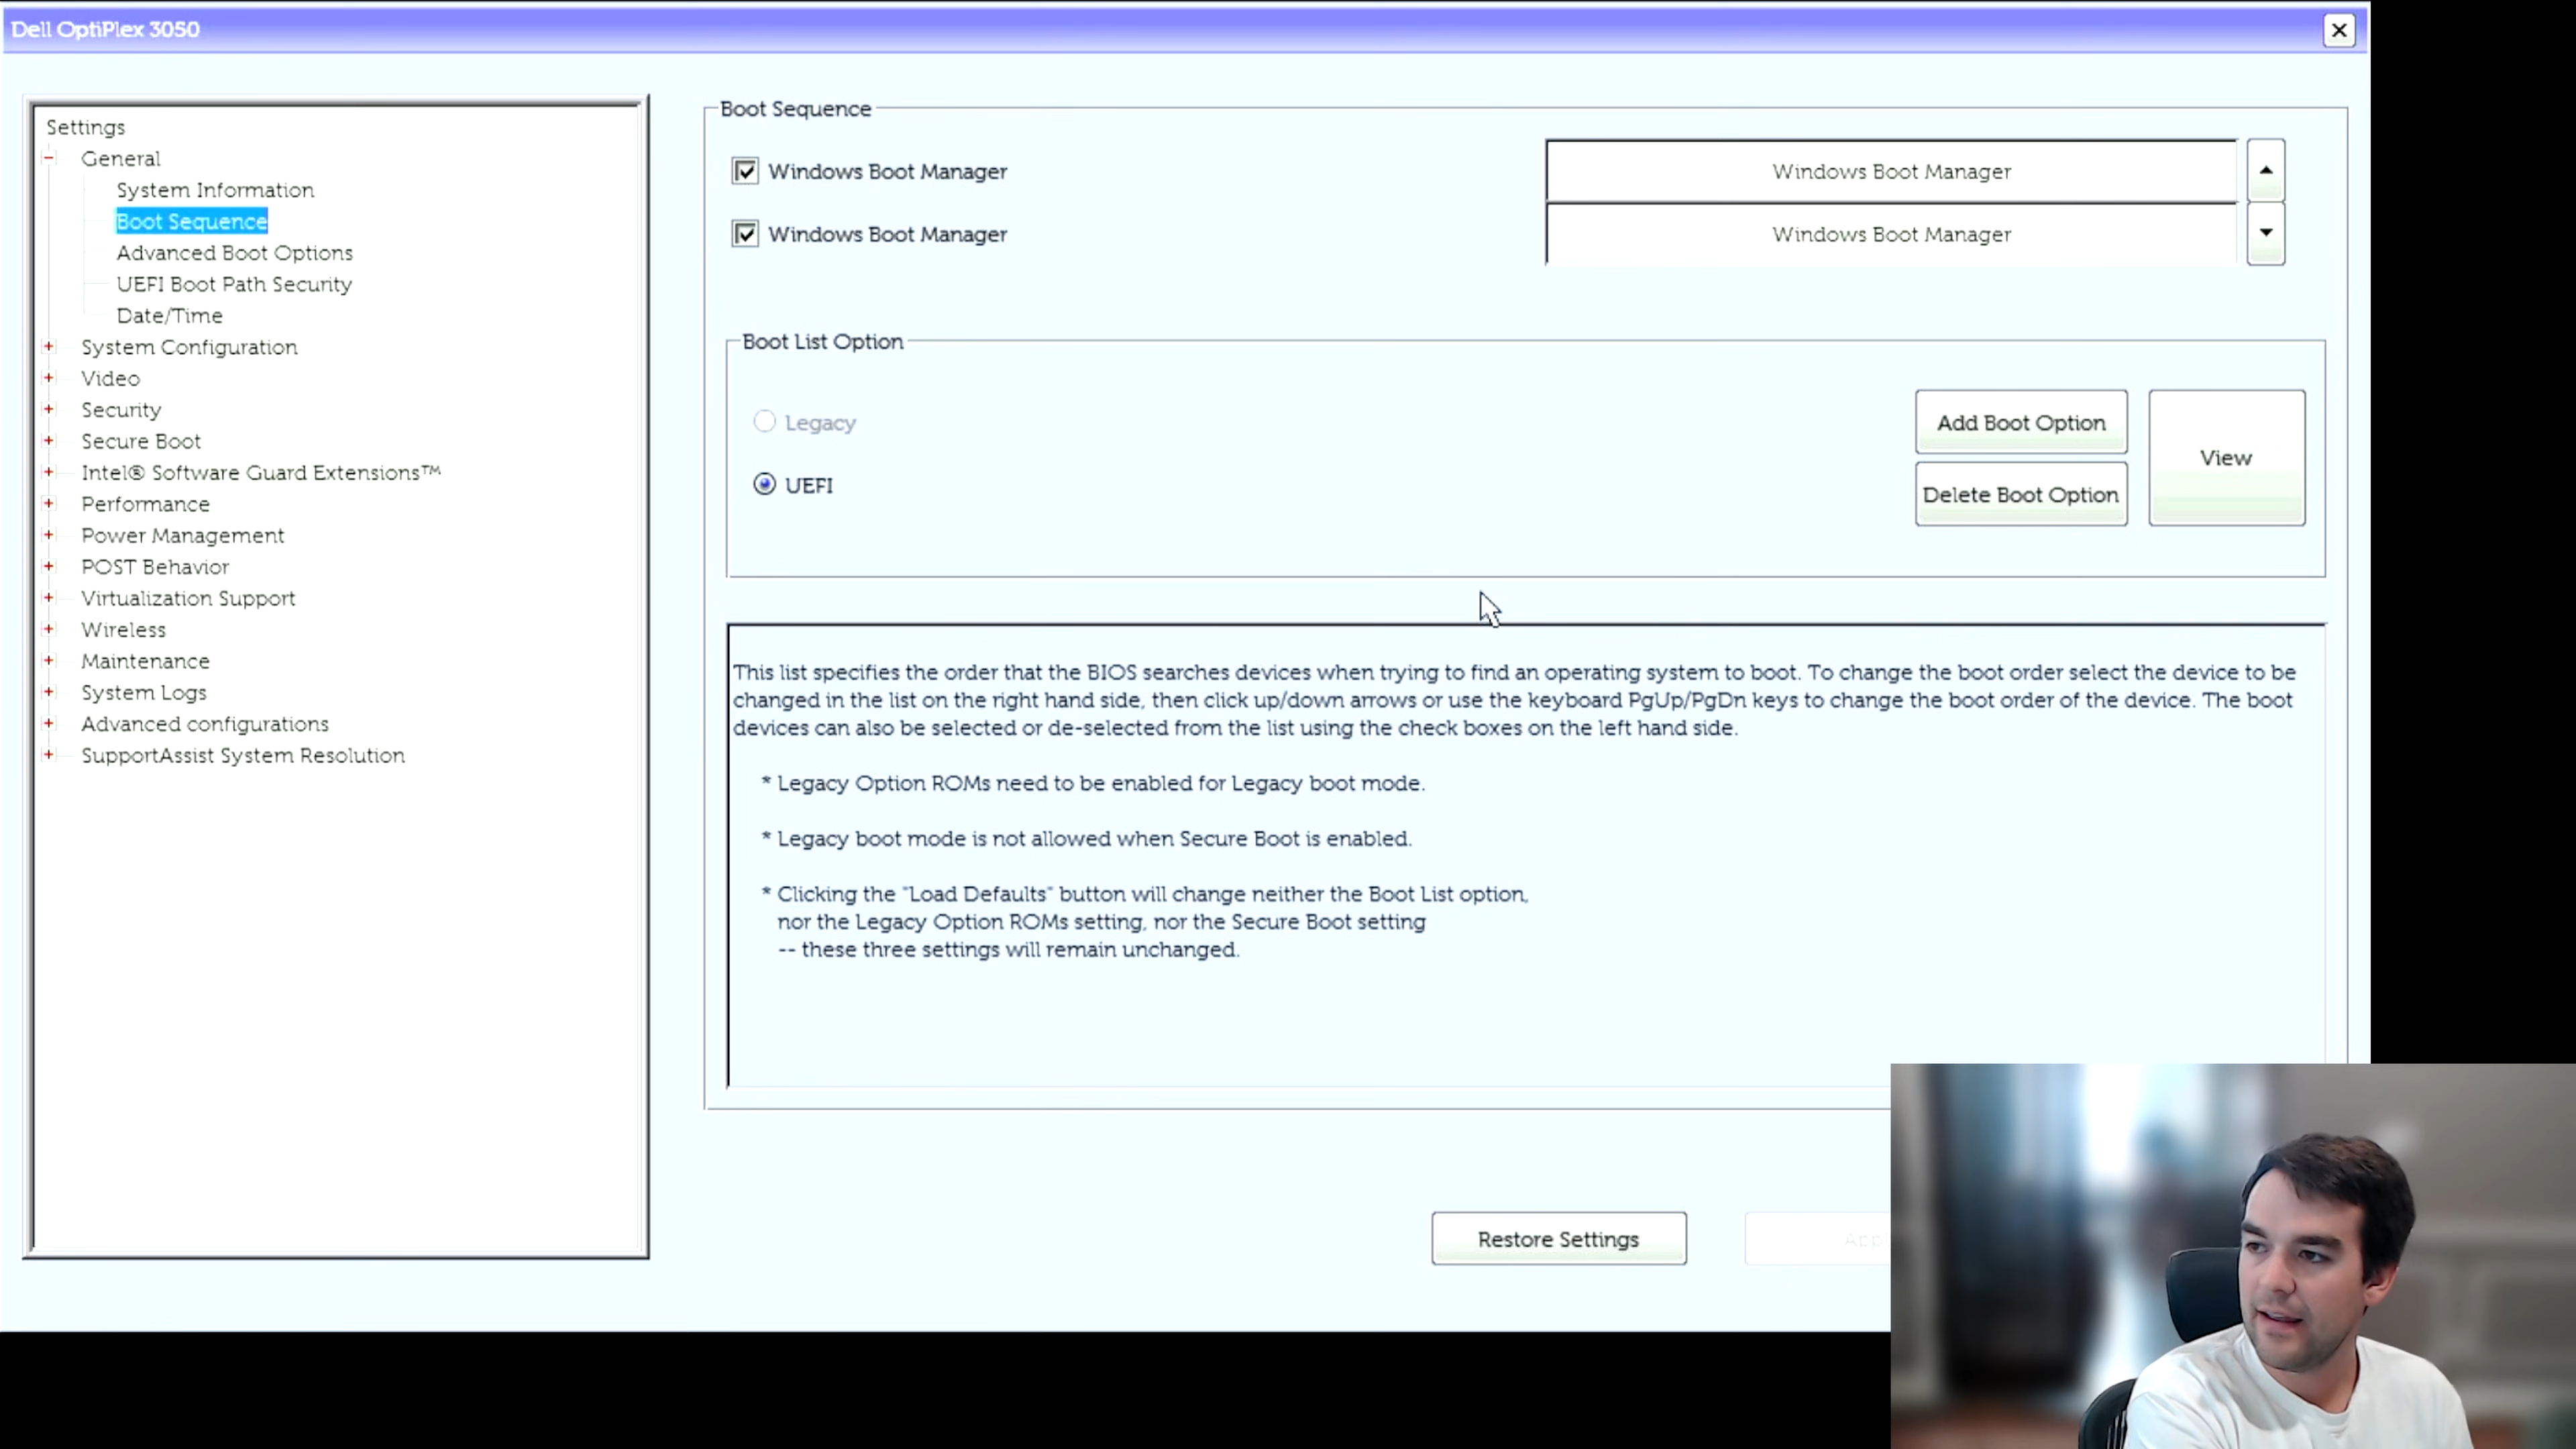 Dell OptiPlex 3050
Settings
General
System Information
Boot Sequence
Advanced Boot Options
UEFI Boot Path Security
Date/Time
System Configuration
Video
Security
Secure Boot
Intel® Software Guard Extensions™
Performance
Power Management
POST Behavior
Virtualization Support
Wireless
Maintenance
System Logs
Advanced configurations
SupportAssist System Resolution
Boot Sequence
Windows Boot Manager
Windows Boot Manager
Windows Boot Manager
Windows Boot Manager
Boot List Option
Legacy
UEFI
Add Boot Option
Delete Boot Option
View
This list specifies the order that the BIOS searches devices when trying to find an operating system to boot. To change the boot order select the device to be
changed in the list on the right hand side, then click up/down arrows or use the keyboard PgUp/PgDn keys to change the boot order of the device. The boot
devices can also be selected or de-selected from the list using the check boxes on the left hand side.
* Legacy Option ROMs need to be enabled for Legacy boot mode.
* Legacy boot mode is not allowed when Secure Boot is enabled.
* Clicking the "Load Defaults" button will change neither the Boot List option,
nor the Legacy Option ROMs setting, nor the Secure Boot setting
-- these three settings will remain unchanged.
Restore Settings